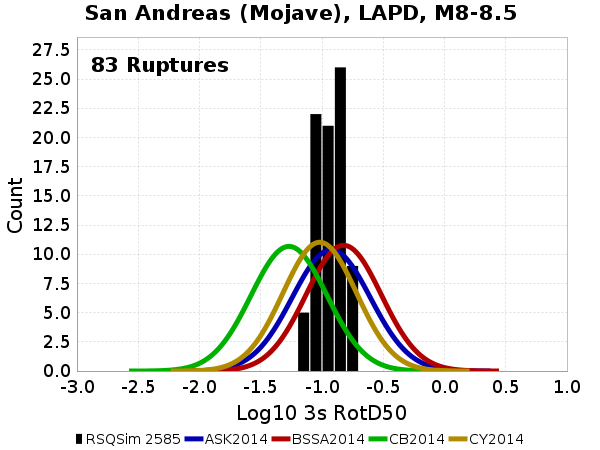 San Andreas (Mojave), LAPD, M8-8.5
83 Ruptures
Count
27.5
25.0
22.5
20.0
17.5
15.0
12.5
10.0
7.5
5.0
2.5
0.0
-3.0 -2.5 -2.0 -1.5 -1.0 -0.5 0.0 0.5 1.0
Log10 3s RotD50
RSQSim 2585 ASK2014 BSSA2014 CB2014 CY2014